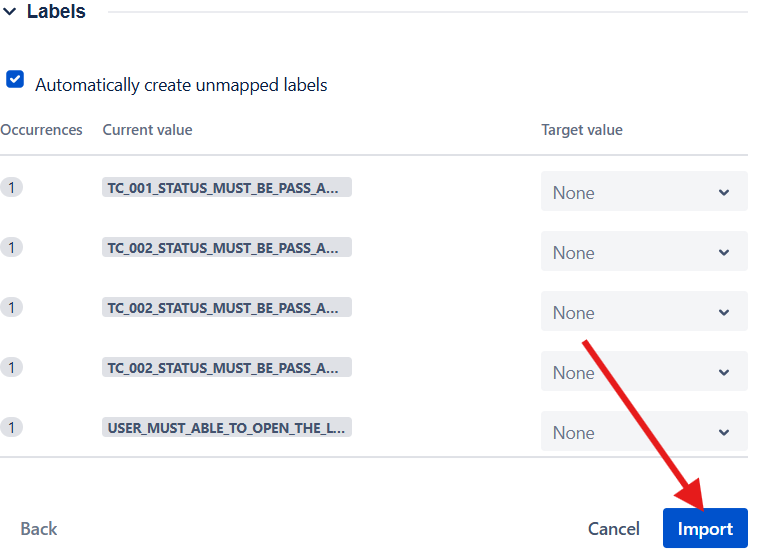 Labels
Automatically create unmapped labels
Occurrences Current value Target value
1 TC_001_STATUS_MUST_BE_PASS_A... None
1 TC_002_STATUS_MUST_BE_PASS_A... None
1 TC_002_STATUS_MUST_BE_PASS_A... None
1 TC_002_STATUS_MUST_BE_PASS_A... None
1 USER_MUST_ABLE_TO_OPEN_THE_L... None
Back Cancel Import